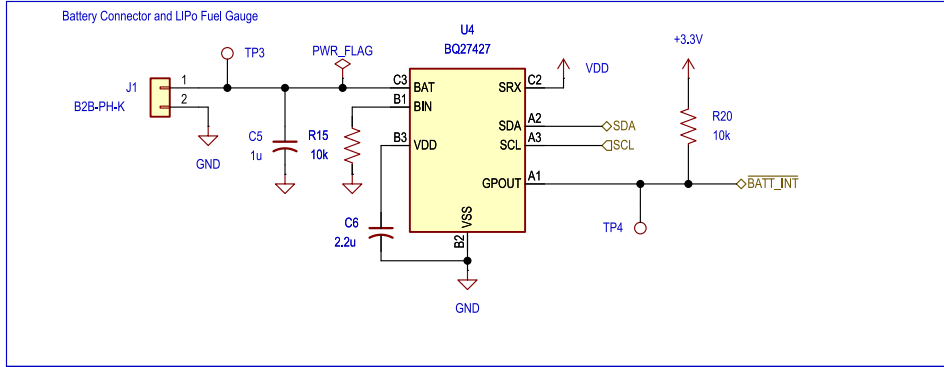 Battery Connector and LIPo Fuel Gauge
U4
BQ27427
+3.3V
TP3
PWR_FLAG
VDD
J1
B2B-PH-K
1
2
GND
C5
1u
R15
10k
C3
BAT
B1
BIN
B3
VDD
C2
SRX
A2
SDA
A3
SCL
A1
GPOUT
VSS
B2
SDA
SCL
R20
10k
BATT_INT
TP4
C6
2.2u
GND